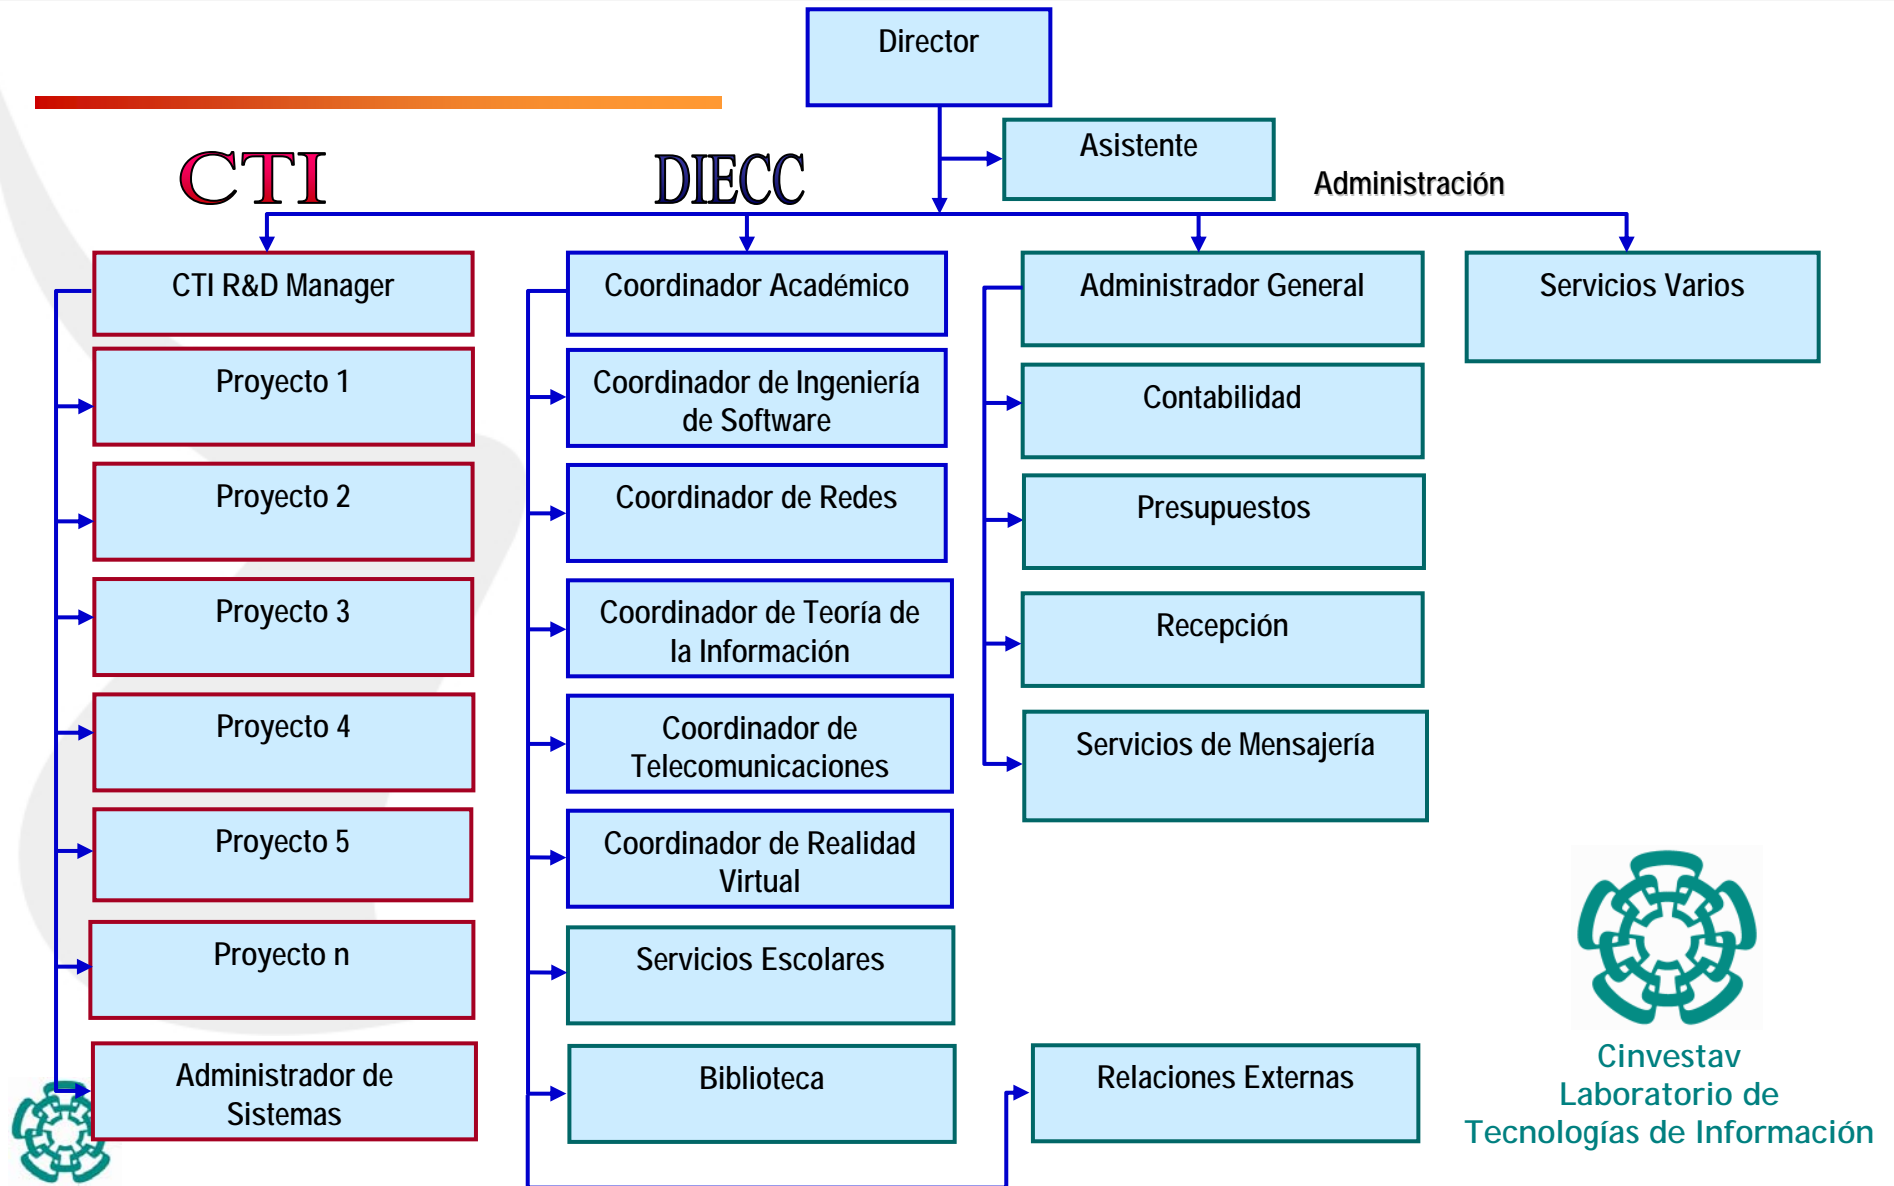 Director
Asistente
CTI
DIECC
Administración
CTI R&D Manager
Proyecto 1
Proyecto 2
Proyecto 3
Proyecto 4
Proyecto 5
Proyecto n
Administrador de
Sistemas
Coordinador Académico
Coordinador de Ingeniería
de Software
Coordinador de Redes
Coordinador de Teoría de
la Información
Coordinador de
Telecomunicaciones
Coordinador de Realidad
Virtual
Servicios Escolares
Biblioteca
Administrador General
Contabilidad
Presupuestos
Recepción
Servicios de Mensajería
Relaciones Externas
Servicios Varios
Cinvestav
Laboratorio de
Tecnologías de Información